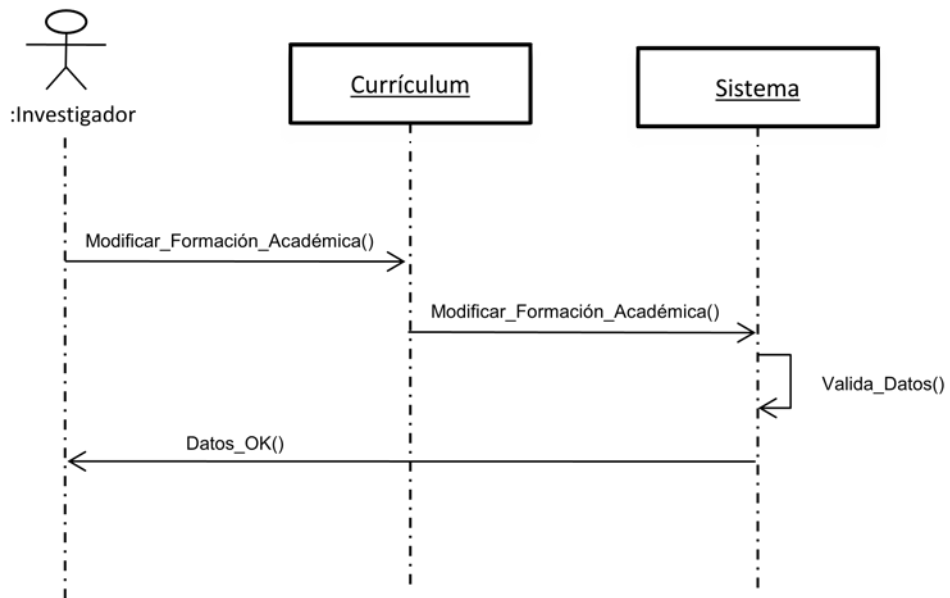 :Investigador
Currículum
Sistema
Modificar_Formación_Académica()
Modificar_Formación_Académica()
Valida_Datos()
Datos_OK()